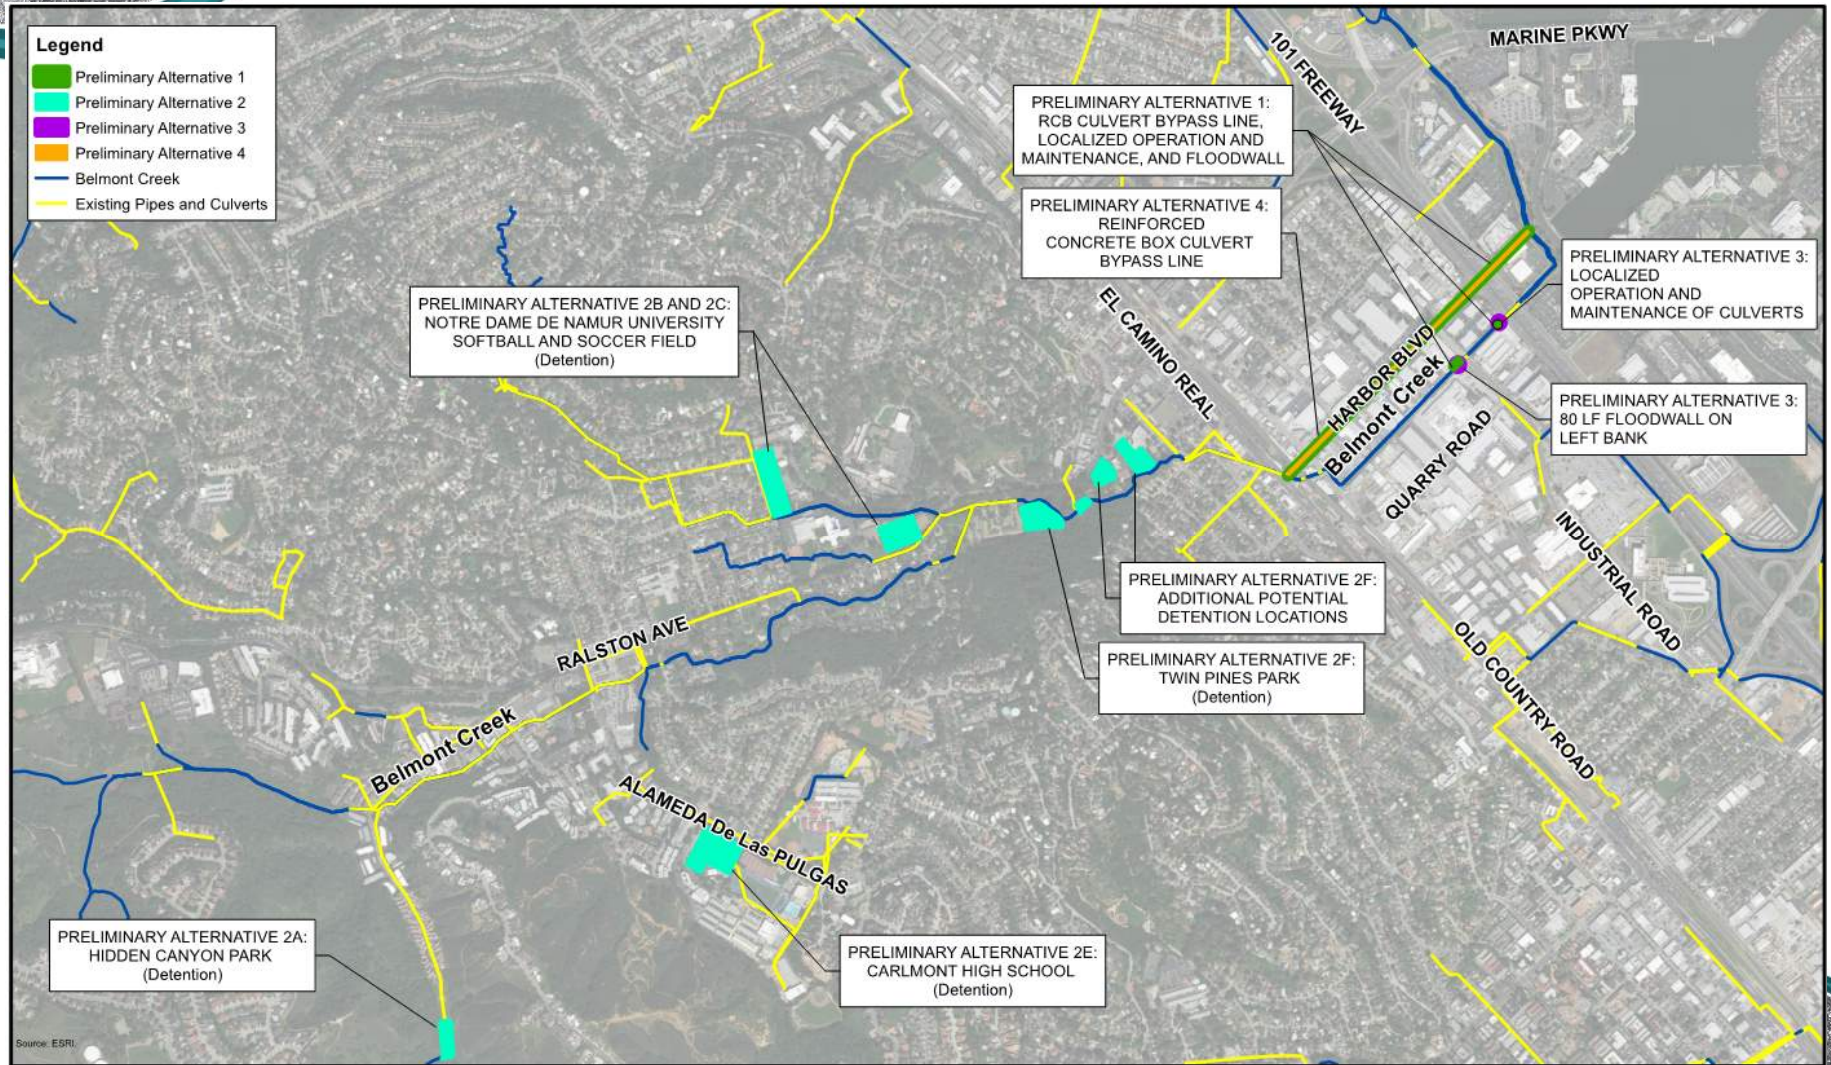 Legend
Preliminary Alternative 1
Preliminary Alternative 2
Preliminary Alternative 3
Preliminary Alternative 4
Belmont Creek
Existing Pipes and Culverts
MARINE PKWY
101 FREEWAY
PRELIMINARY ALTERNATIVE 1:
RCB CULVERT BYPASS LINE,
LOCALIZED OPERATION AND
MAINTENANCE, AND FLOODWALL
PRELIMINARY ALTERNATIVE 4:
REINFORCED
CONCRETE BOX CULVERT
BYPASS LINE
PRELIMINARY ALTERNATIVE 3:
LOCALIZED
OPERATION AND
MAINTENANCE OF CULVERTS
PRELIMINARY ALTERNATIVE 2B AND 2C:
NOTRE DAME DE NAMUR UNIVERSITY
SOFTBALL AND SOCCER FIELD
(Detention)
EL CAMINO REAL
HARBOR BLVD
Belmont Creek
PRELIMINARY ALTERNATIVE 3:
80 LF FLOODWALL ON
LEFT BANK
QUARRY ROAD
INDUSTRIAL ROAD
PRELIMINARY ALTERNATIVE 2F:
ADDITIONAL POTENTIAL
DETENTION LOCATIONS
RALSTON AVE
PRELIMINARY ALTERNATIVE 2F:
TWIN PINES PARK
(Detention)
OLD COUNTRY ROAD
Belmont Creek
ALAMEDA De Las PULGAS
PRELIMINARY ALTERNATIVE 2A:
HIDDEN CANYON PARK
(Detention)
PRELIMINARY ALTERNATIVE 2E:
CARLMONT HIGH SCHOOL
(Detention)
Source: ESRI.